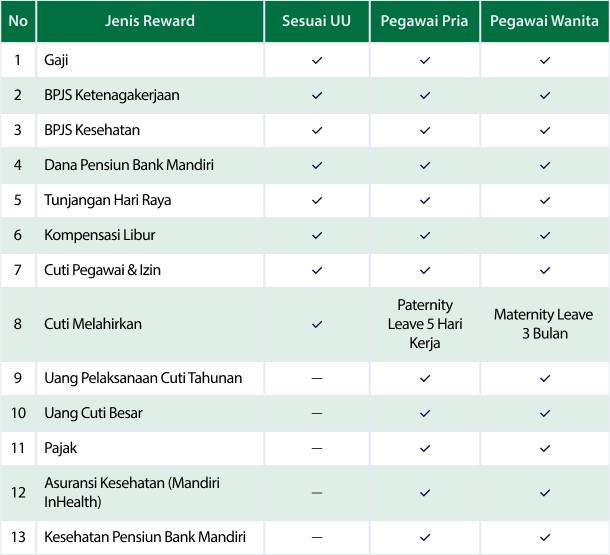 No Jenis Reward Sesuai UU Pegawai Pria Pegawai Wanita
1 Gaji ✓ ✓ ✓
2 BPJS Ketenagakerjaan ✓ ✓ ✓
3 BPJS Kesehatan ✓ ✓ ✓
4 Dana Pensiun Bank Mandiri ✓ ✓ ✓
5 Tunjangan Hari Raya ✓ ✓ ✓
6 Kompensasi Libur ✓ ✓ ✓
7 Cuti Pegawai & Izin ✓ ✓ ✓
8 Cuti Melahirkan ✓
Paternity
Leave 5 Hari
Kerja
Maternity Leave
3 Bulan
9 Uang Pelaksanaan Cuti Tahunan – ✓ ✓
10 Uang Cuti Besar – ✓ ✓
11 Pajak – ✓ ✓
12 Asuransi Kesehatan (Mandiri
InHealth) – ✓ ✓
13 Kesehatan Pensiun Bank Mandiri – ✓ ✓